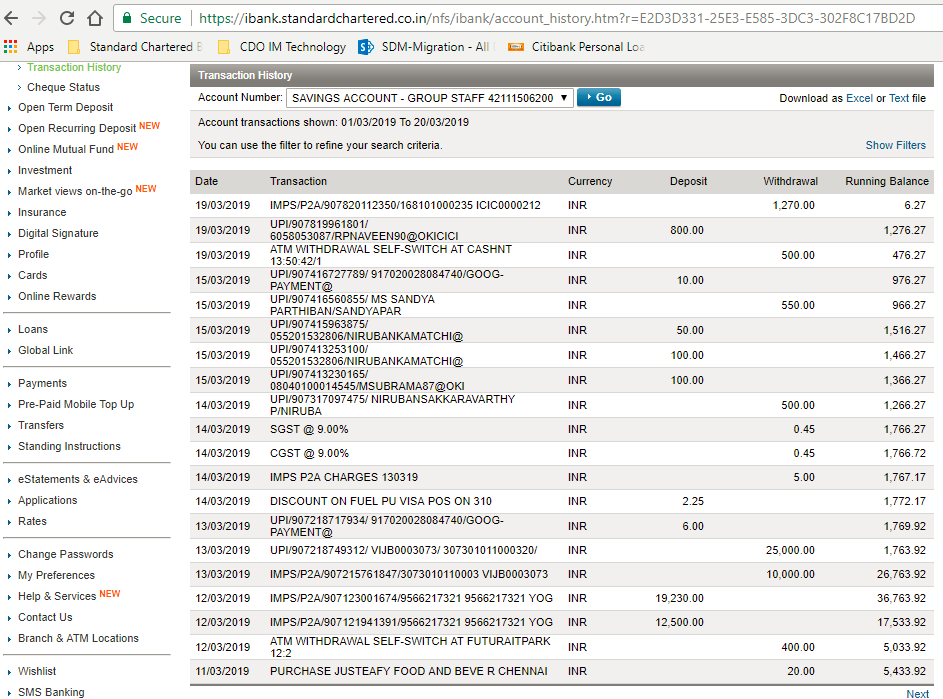 Secure https://ibank.standardchartered.co.in/nfs/ibank/account_history.htm?r=E2D3D331-25E3-E585-3DC3-302F8C17BD2D
Apps Standard Chartered B CDO IM Technology SDM-Migration - All Citibank Personal Loa
Transaction History
Cheque Status
Open Term Deposit
Open Recurring Deposit NEW
Online Mutual Fund NEW
Investment
Market views on-the-go NEW
Insurance
Digital Signature
Profile
Cards
Online Rewards
Loans
Global Link
Payments
Pre-Paid Mobile Top Up
Transfers
Standing Instructions
eStatements & eAdvices
Applications
Rates
Change Passwords
My Preferences
Help & Services NEW
Contact Us
Branch & ATM Locations
Wishlist
SMS Banking
Transaction History
Account Number: SAVINGS ACCOUNT - GROUP STAFF 42111506200 Go Download as Excel or Text file
Account transactions shown: 01/03/2019 To 20/03/2019
You can use the filter to refine your search criteria. Show Filters
Date Transaction Currency Deposit Withdrawal Running Balance
19/03/2019 IMPS/P2A/907820112350/168101000235 ICIC0000212 INR 1,270.00 6.27
19/03/2019 UPI/907819961801/
6058053087/RPNAVEEN90@OKICICI INR 800.00 1,276.27
19/03/2019 ATM WITHDRAWAL SELF-SWITCH AT CASHNT
13:50:42/1 INR 500.00 476.27
15/03/2019 UPI/907416727789/ 917020028084740/GOOG-
PAYMENT@ INR 10.00 976.27
15/03/2019 UPI/907416560855/ MS SANDYA
PARTHIBAN/SANDYAPAR INR 550.00 966.27
15/03/2019 UPI/907415963875/
055201532806/NIRUBANKAMATCHI@ INR 50.00 1,516.27
15/03/2019 UPI/907413253100/
055201532806/NIRUBANKAMATCHI@ INR 100.00 1,466.27
15/03/2019 UPI/907413230165/
08040100014545/MSUBRAMA87@OKI INR 100.00 1,366.27
14/03/2019 UPI/907317097475/ NIRUBANSAKKARAVARTHY
P/NIRUBA INR 500.00 1,266.27
14/03/2019 SGST @ 9.00% INR 0.45 1,766.27
14/03/2019 CGST @ 9.00% INR 0.45 1,766.72
14/03/2019 IMPS P2A CHARGES 130319 INR 5.00 1,767.17
14/03/2019 DISCOUNT ON FUEL PU VISA POS ON 310 INR 2.25 1,772.17
13/03/2019 UPI/907218717934/ 917020028084740/GOOG-
PAYMENT@ INR 6.00 1,769.92
13/03/2019 UPI/907218749312/ VIJB0003073/ 307301011000320/ INR 25,000.00 1,763.92
13/03/2019 IMPS/P2A/907215761847/3073010110003 VIJB0003073 INR 10,000.00 26,763.92
12/03/2019 IMPS/P2A/907123001674/9566217321 9566217321 YOG INR 19,230.00 36,763.92
12/03/2019 IMPS/P2A/907121941391/9566217321 9566217321 YOG INR 12,500.00 17,533.92
12/03/2019 ATM WITHDRAWAL SELF-SWITCH AT FUTURAITPARK
12:2 INR 400.00 5,033.92
11/03/2019 PURCHASE JUSTEAFY FOOD AND BEVE R CHENNAI INR 20.00 5,433.92
Next